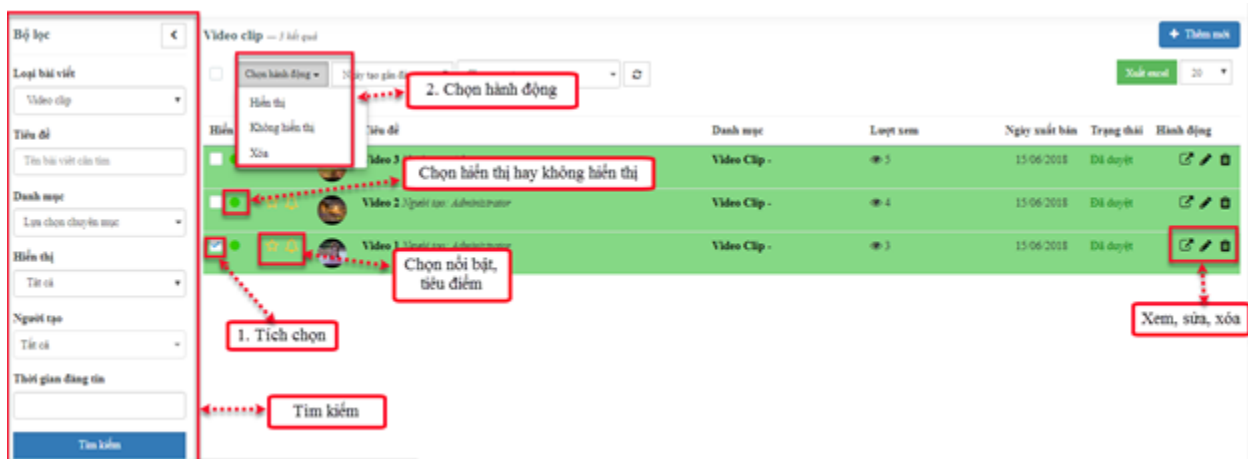 Bộ lọc
Video clip — 3 kết quả
+ Thêm mới
Loại bài viết
Video clip
Chọn hành động
Ngày tạo gần
Xuất excel
20
2. Chọn hành động
Hiển thị
Không hiển thị
Xóa
Tiêu đề
Tên bài viết cần tìm
Hiển
Tiêu đề
Danh mục
Lượt xem
Ngày xuất bản
Trạng thái
Hành động
Video 3
Video Clip -
5
15/06/2018
Đã duyệt
Chọn hiển thị hay không hiển thị
Danh mục
Lựa chọn chuyên mục
Video 2 Người tạo: Administrator
Video Clip -
4
15/06/2018
Đã duyệt
Hiển thị
Tất cả
Video 1 Người tạo: Administrator
Video Clip -
3
15/06/2018
Đã duyệt
Chọn nổi bật,
tiêu điểm
Xem, sửa, xóa
Người tạo
Tất cả
1. Tích chọn
Thời gian đăng tin
Tìm kiếm
Tìm kiếm